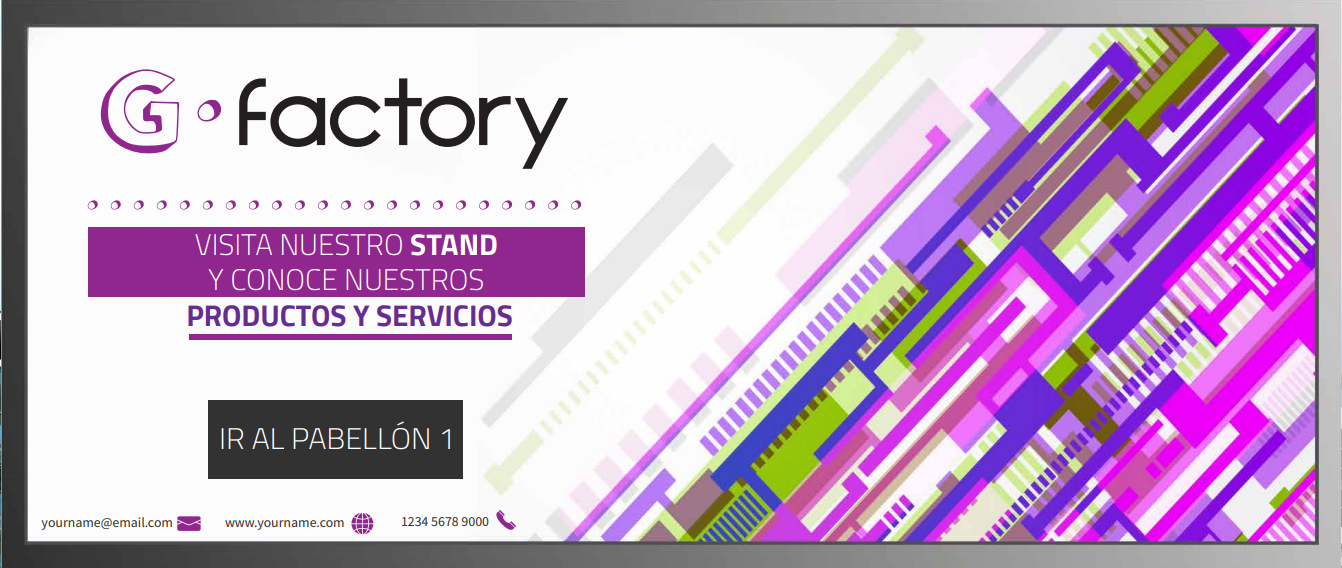 G • factory
VISITA NUESTRO STAND
Y CONOCE NUESTROS
PRODUCTOS Y SERVICIOS
IR AL PABELLÓN 1
yourname@email.com
www.yourname.com
1234 5678 9000